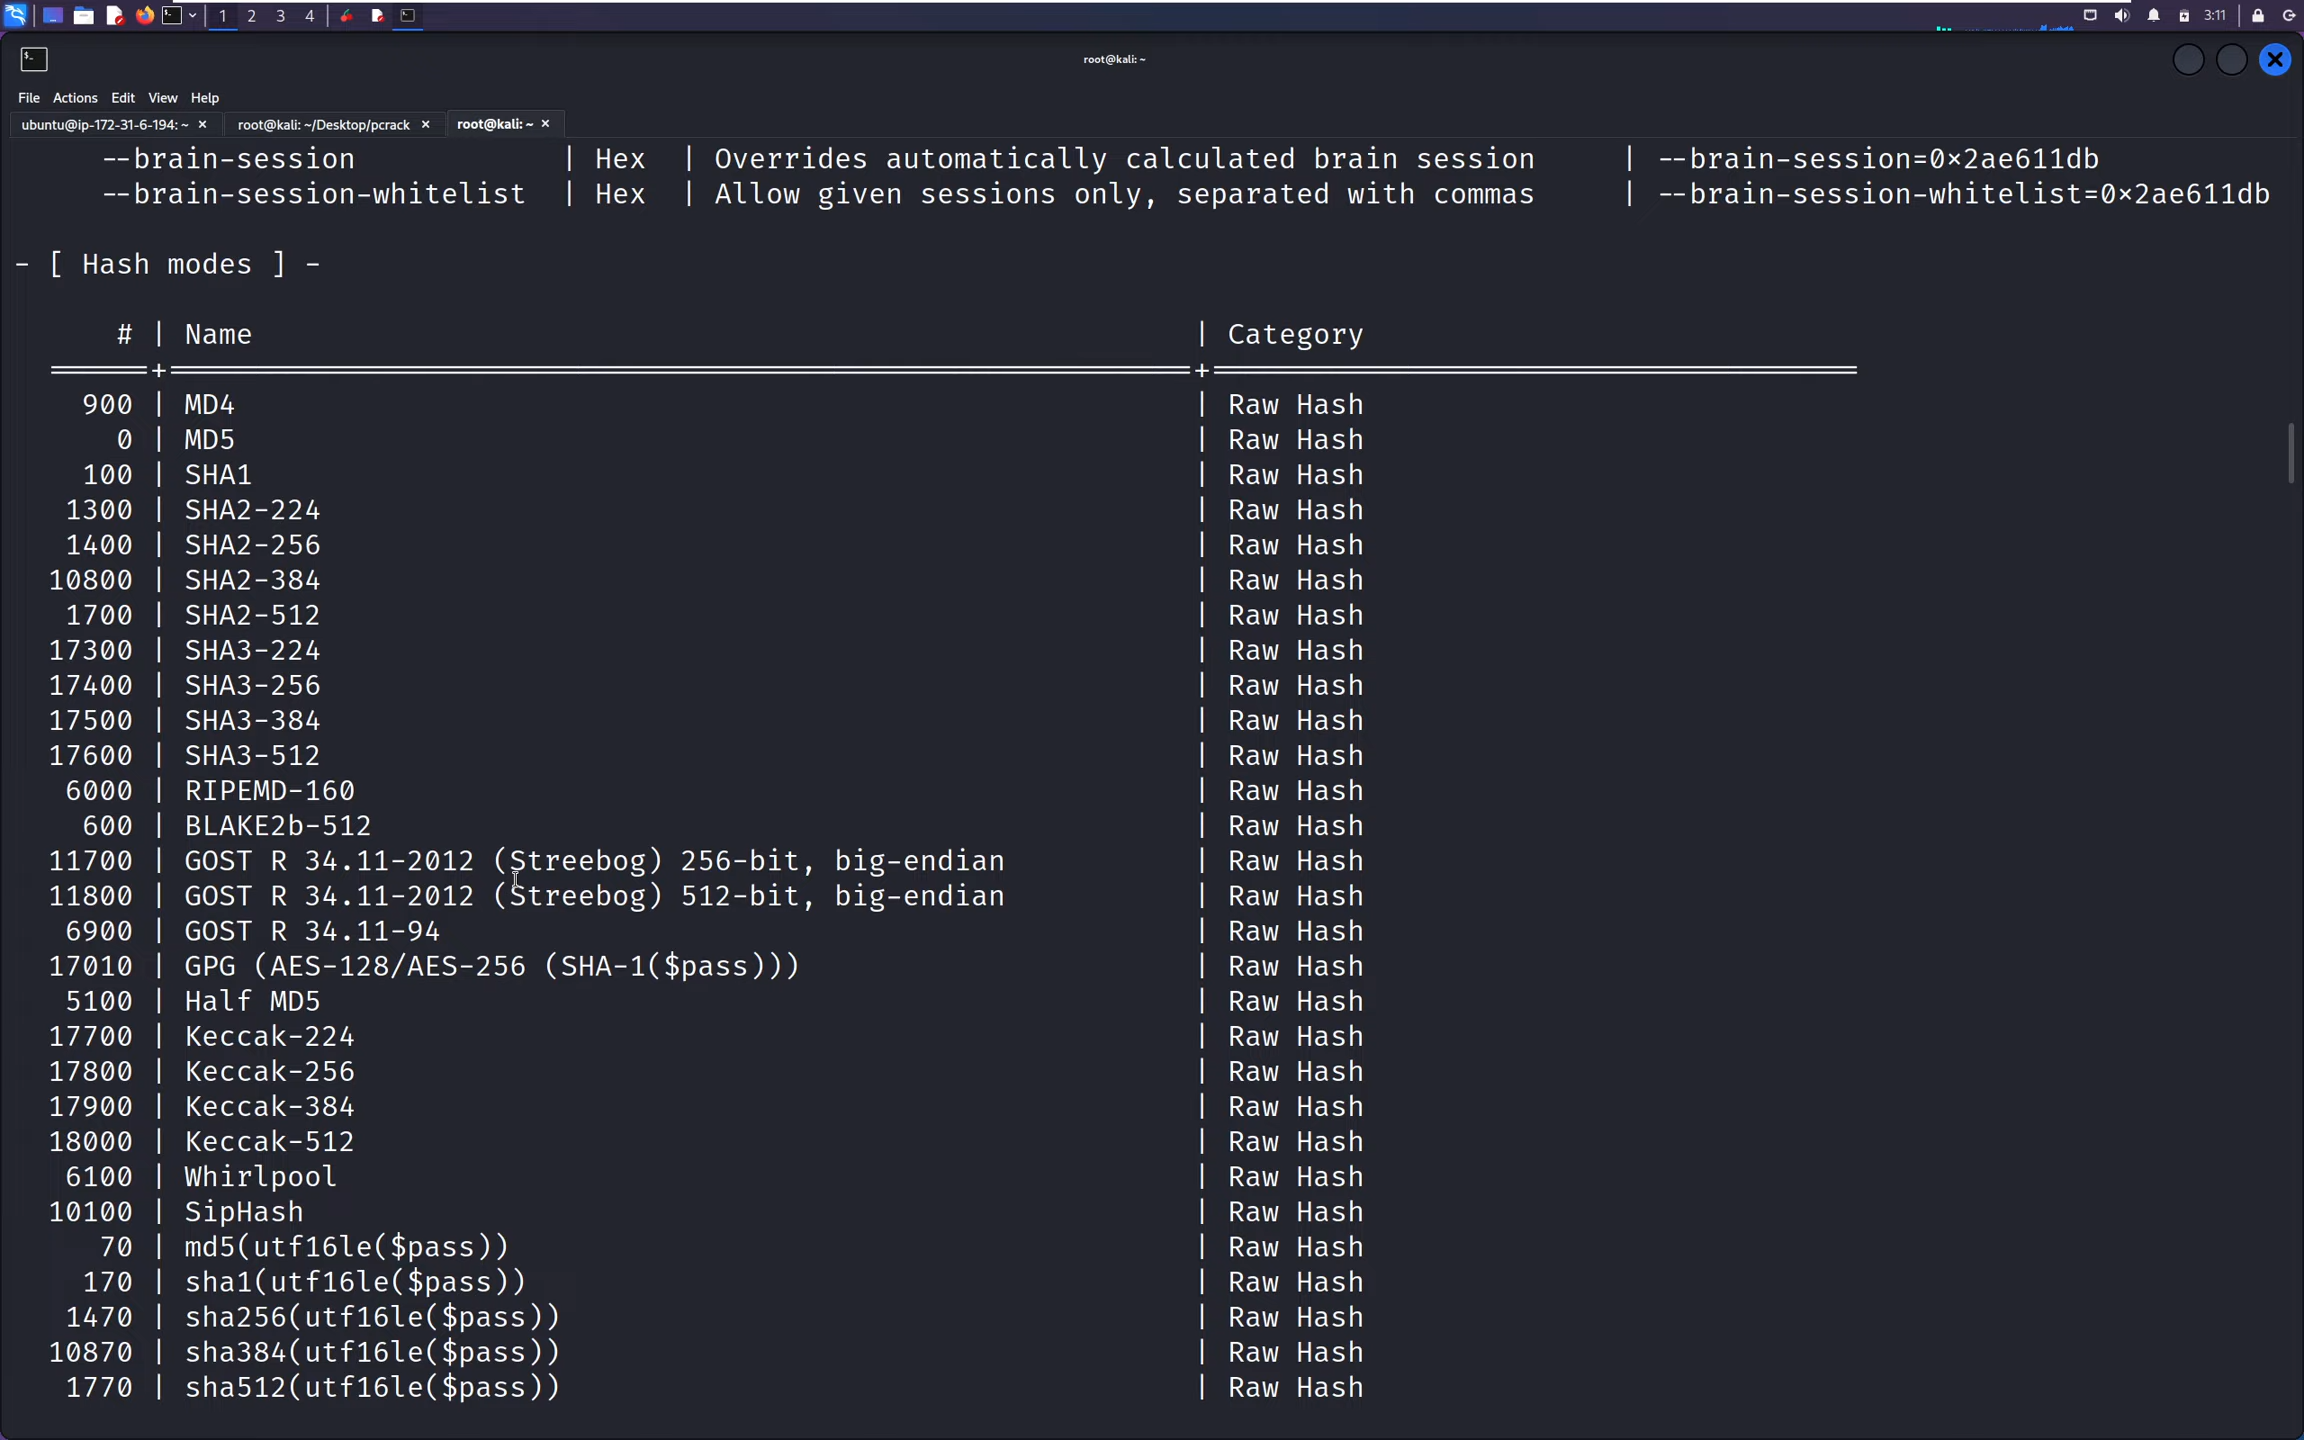 1 2 3 4 3:11
root@kali: ~
File Actions Edit View Help
ubuntu@ip-172-31-6-194: ~ × root@kali: ~/Desktop/pcrack × root@kali: ~ ×
--brain-session | Hex | Overrides automatically calculated brain session | --brain-session=0×2ae611db
--brain-session-whitelist | Hex | Allow given sessions only, separated with commas | --brain-session-whitelist=0×2ae611db
- [ Hash modes ] -
# | Name | Category
900 | MD4 | Raw Hash
0 | MD5 | Raw Hash
100 | SHA1 | Raw Hash
1300 | SHA2-224 | Raw Hash
1400 | SHA2-256 | Raw Hash
10800 | SHA2-384 | Raw Hash
1700 | SHA2-512 | Raw Hash
17300 | SHA3-224 | Raw Hash
17400 | SHA3-256 | Raw Hash
17500 | SHA3-384 | Raw Hash
17600 | SHA3-512 | Raw Hash
6000 | RIPEMD-160 | Raw Hash
600 | BLAKE2b-512 | Raw Hash
11700 | GOST R 34.11-2012 (Streebog) 256-bit, big-endian | Raw Hash
11800 | GOST R 34.11-2012 (Streebog) 512-bit, big-endian | Raw Hash
6900 | GOST R 34.11-94 | Raw Hash
17010 | GPG (AES-128/AES-256 (SHA-1($pass))) | Raw Hash
5100 | Half MD5 | Raw Hash
17700 | Keccak-224 | Raw Hash
17800 | Keccak-256 | Raw Hash
17900 | Keccak-384 | Raw Hash
18000 | Keccak-512 | Raw Hash
6100 | Whirlpool | Raw Hash
10100 | SipHash | Raw Hash
70 | md5(utf16le($pass)) | Raw Hash
170 | sha1(utf16le($pass)) | Raw Hash
1470 | sha256(utf16le($pass)) | Raw Hash
10870 | sha384(utf16le($pass)) | Raw Hash
1770 | sha512(utf16le($pass)) | Raw Hash